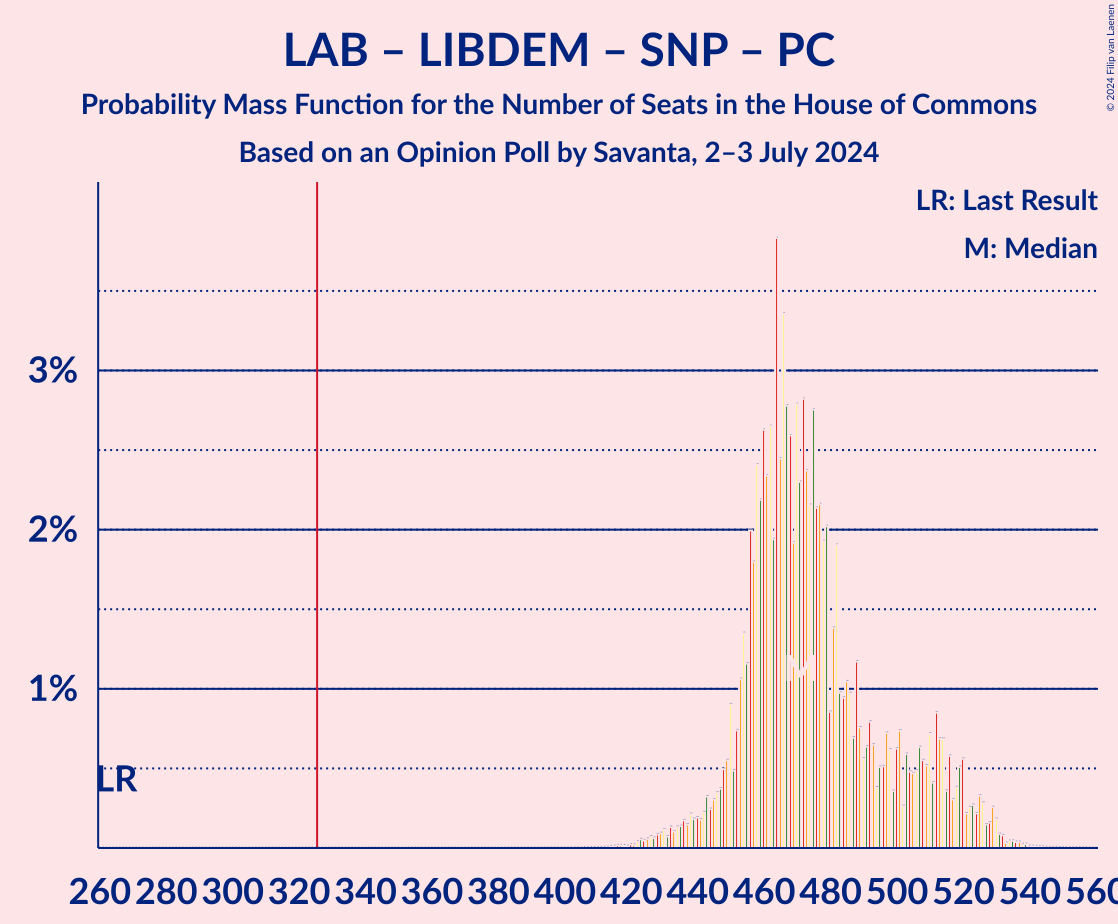 LAB – LIBDEM – SNP – PC
Probability Mass Function for the Number of Seats in the House of Commons
Based on an Opinion Poll by Savanta, 2–3 July 2024
© 2024 Filip van Laenen
LR: Last Result
M: Median
3%
2%
1%
M
LR
260 280 300 320 340 360 380 400 420 440 460 480 500 520 540 560